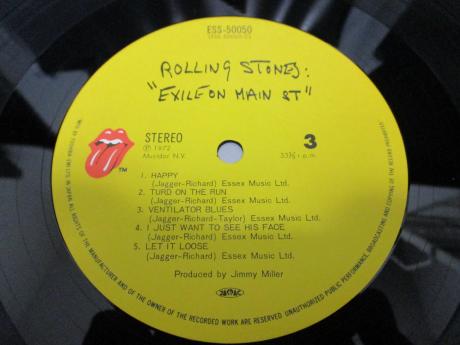 ESS-50050
ROLLING STONES:
"EXILE ON MAIN ST"
STEREO
℗ 1972
Musidor N.V.
3
33⅓ r.p.m.
TM
1. HAPPY
(Jagger-Richard) Essex Music Ltd.
2. TURD ON THE RUN
(Jagger-Richard) Essex Music Ltd.
3. VENTILATOR BLUES
(Jagger-Richard-Taylor) Essex Music Ltd.
4. I JUST WANT TO SEE HIS FACE
(Jagger-Richard) Essex Music Ltd.
5. LET IT LOOSE
(Jagger-Richard) Essex Music Ltd.
Produced by Jimmy Miller
JASRAC
ALL RIGHTS OF THE MANUFACTURER AND OF THE OWNER OF THE RECORDED WORK ARE RESERVED. UNAUTHORIZED PUBLIC PERFORMANCE, BROADCASTING AND COPYING OF THE RECORD PROHIBITED.